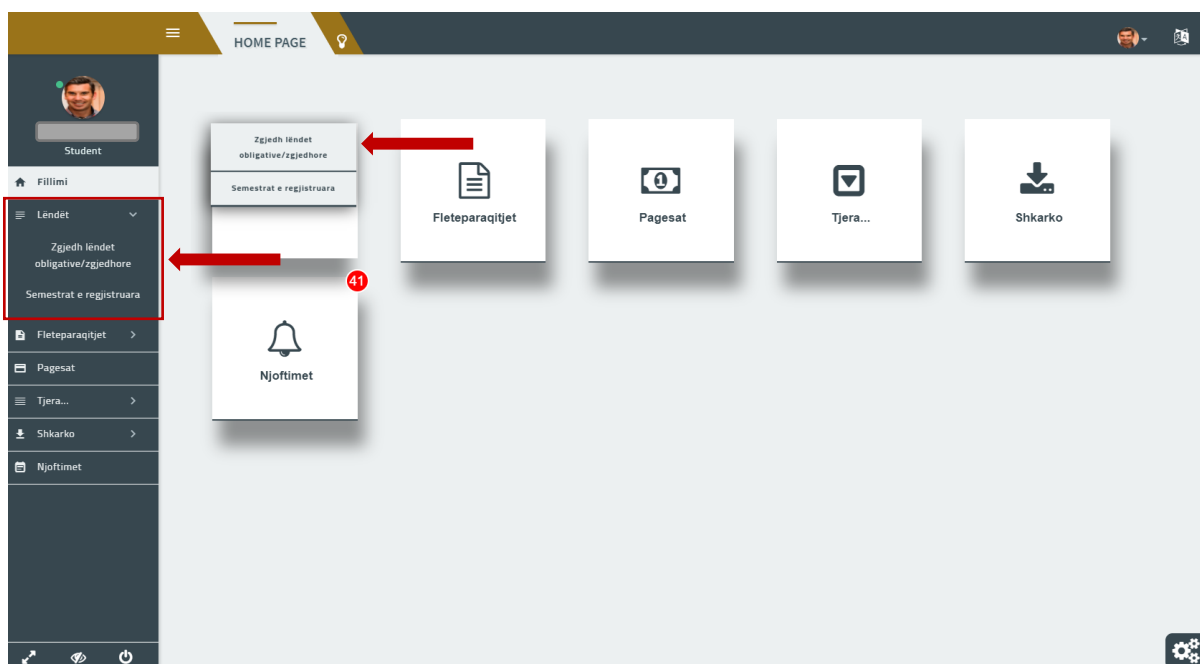 HOME PAGE
Student
Fillimi
Lëndët
Zgjedh lëndet
obligative/zgjedhore
Semestrat e regjistruara
Fleteparaqitjet
Pagesat
Tjera...
Shkarko
Njoftimet
Zgjedh lëndet
obligative/zgjedhore
Semestrat e regjistruara
Fleteparaqitjet
Pagesat
Tjera...
Shkarko
41
Njoftimet